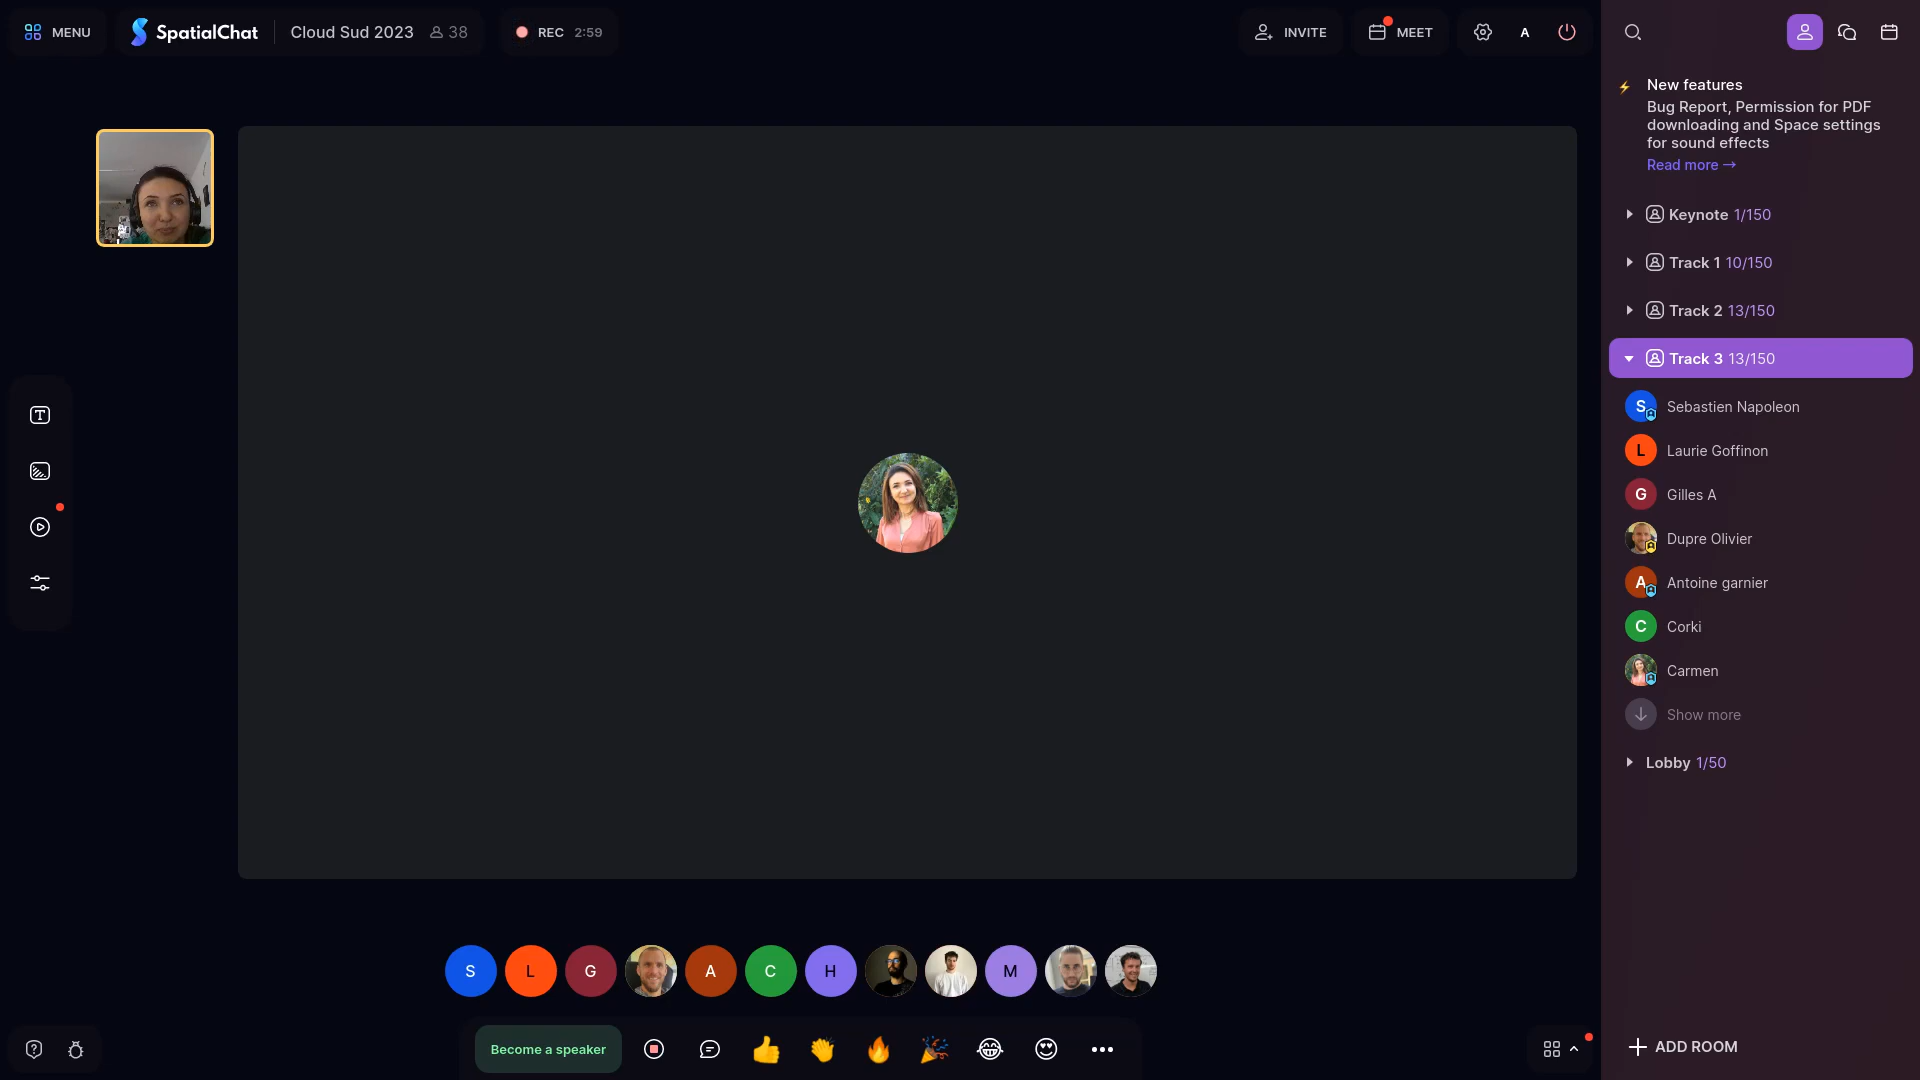 MENU
SpatialChat
Cloud Sud 2023
38
REC 2:59
INVITE
MEET
A
New features
Bug Report, Permission for PDF
downloading and Space settings
for sound effects
Read more →
Keynote 1/150
Track 1 10/150
Track 2 13/150
Track 3 13/150
S Sebastien Napoleon
L Laurie Goffinon
G Gilles A
Dupre Olivier
A Antoine garnier
C Corki
Carmen
Show more
Lobby 1/50
T
S L G A C H M
Become a speaker
ADD ROOM